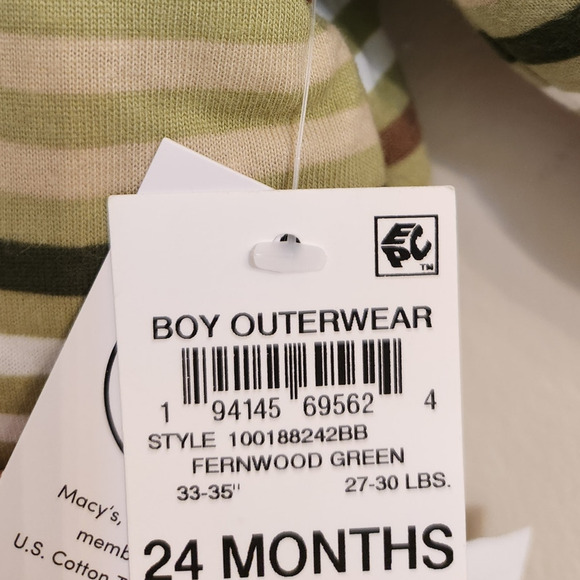 EPC
TM
BOY OUTERWEAR
1 94145 69562 4
STYLE 100188242BB
FERNWOOD GREEN
33-35" 27-30 LBS.
24 MONTHS
Macy's,
memb
U.S. Cotton T